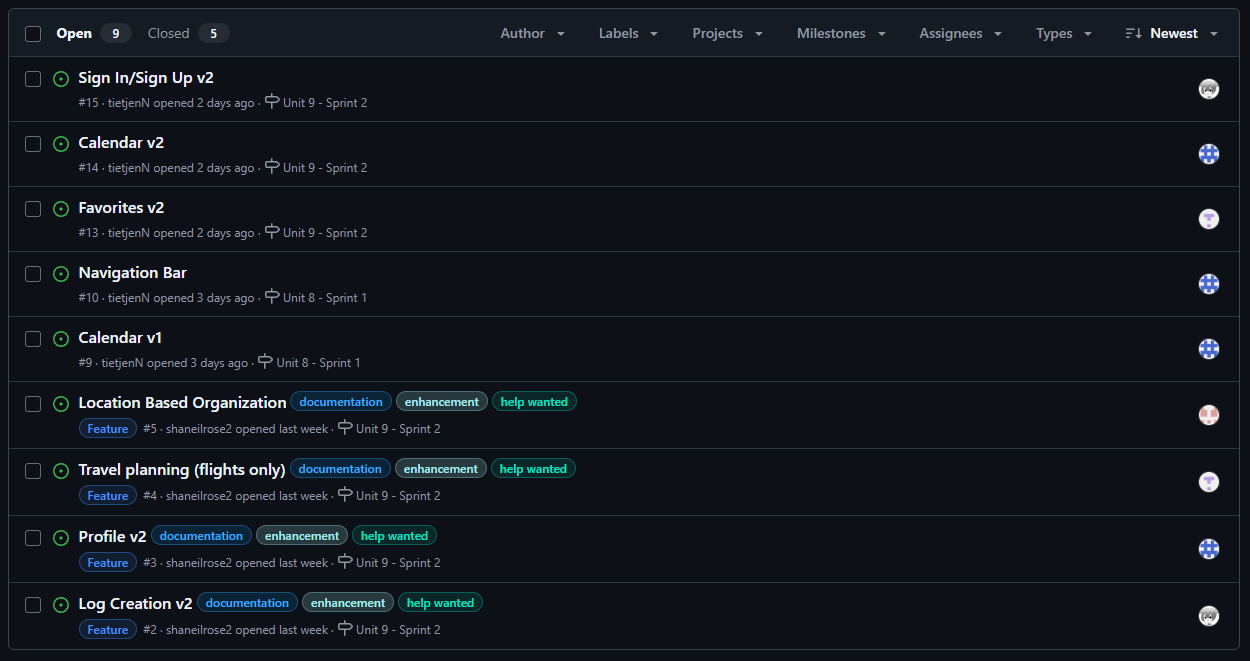 Open 9 Closed 5 Author Labels Projects Milestones Assignees Types Newest
Sign In/Sign Up v2
#15 · tietjenN opened 2 days ago · Unit 9 - Sprint 2
Calendar v2
#14 · tietjenN opened 2 days ago · Unit 9 - Sprint 2
Favorites v2
#13 · tietjenN opened 2 days ago · Unit 9 - Sprint 2
Navigation Bar
#10 · tietjenN opened 3 days ago · Unit 8 - Sprint 1
Calendar v1
#9 · tietjenN opened 3 days ago · Unit 8 - Sprint 1
Location Based Organization documentation enhancement help wanted
Feature #5 · shaneilrose2 opened last week · Unit 9 - Sprint 2
Travel planning (flights only) documentation enhancement help wanted
Feature #4 · shaneilrose2 opened last week · Unit 9 - Sprint 2
Profile v2 documentation enhancement help wanted
Feature #3 · shaneilrose2 opened last week · Unit 9 - Sprint 2
Log Creation v2 documentation enhancement help wanted
Feature #2 · shaneilrose2 opened last week · Unit 9 - Sprint 2